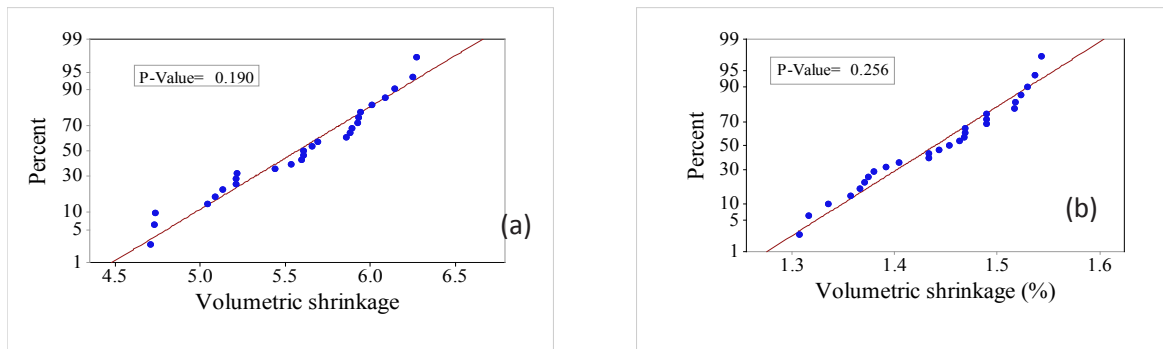 99
95
90
70
50
30
10
5
1
Percent
P-Value= 0.190
(a)
4.5 5.0 5.5 6.0 6.5
Volumetric shrinkage
99
95
90
70
50
30
10
5
1
Percent
P-Value= 0.256
(b)
1.3 1.4 1.5 1.6
Volumetric shrinkage (%)